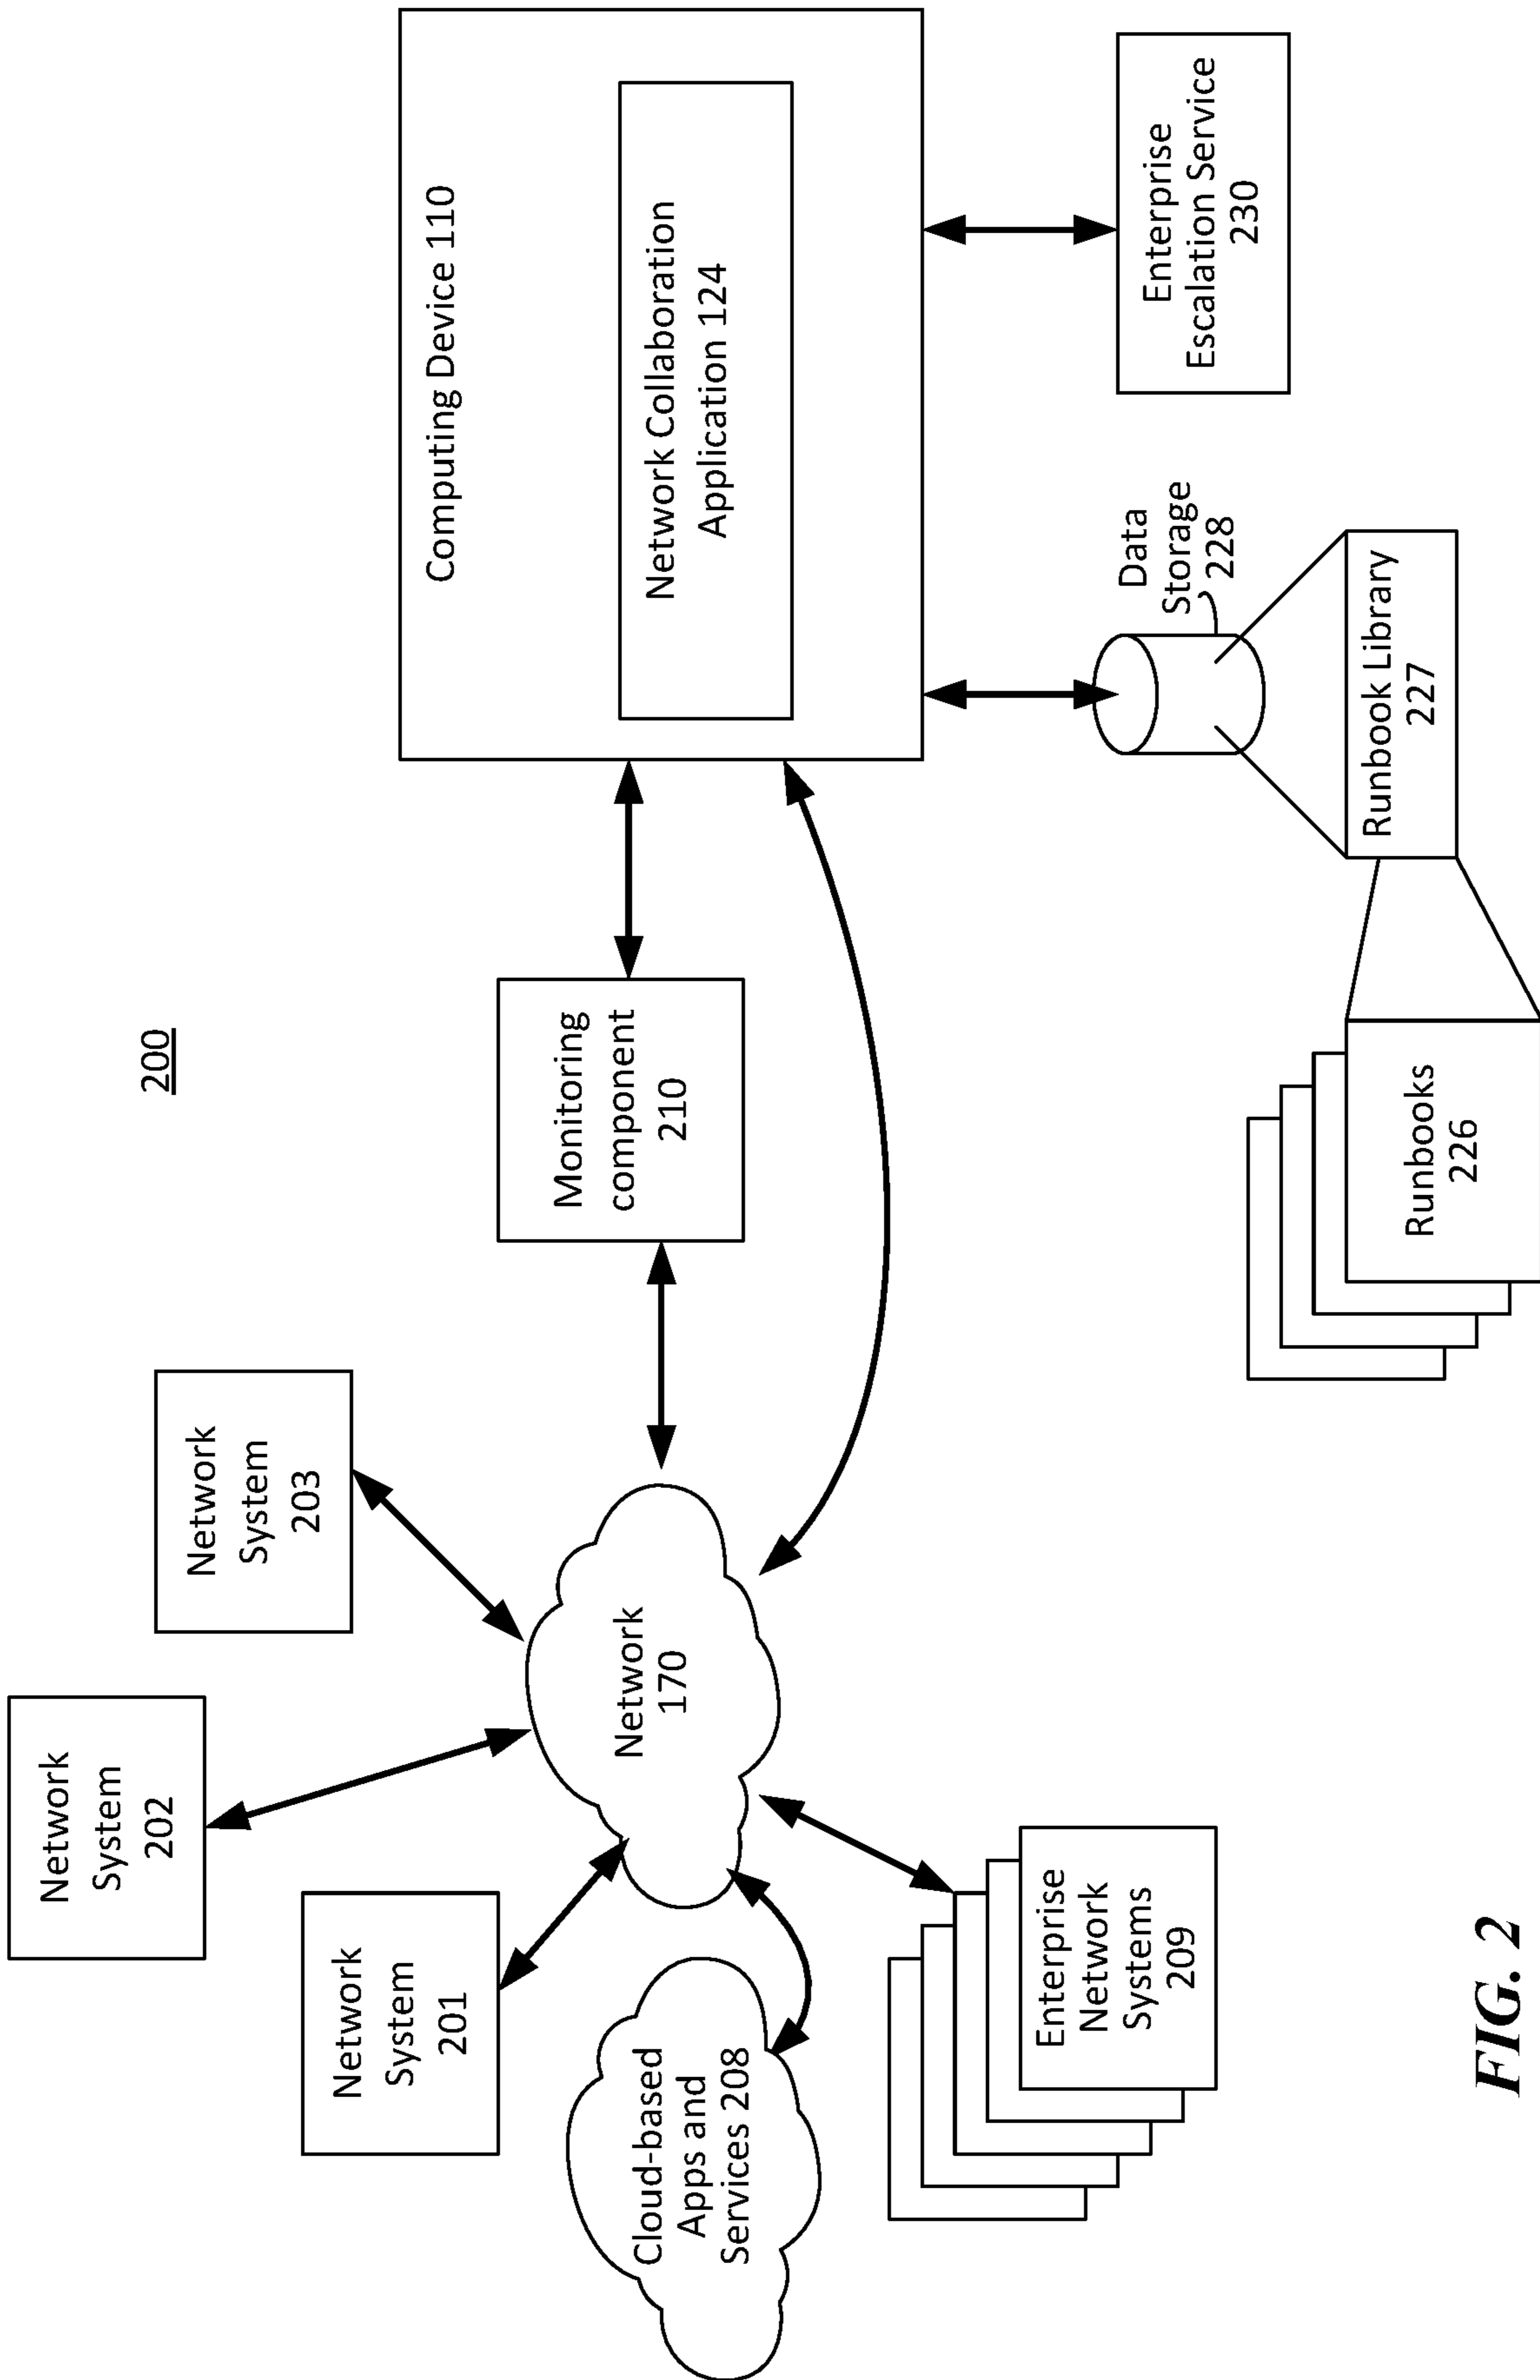 200
Network
System
202
Network
System
203
Network
System
201
Cloud-based
Apps and
Services 208
Network
170
Enterprise
Network
Systems
209
Monitoring
component
210
Computing Device 110
Network Collaboration
Application 124
Data
Storage
228
Enterprise
Escalation Service
230
Runbook Library
227
Runbooks
226
FIG. 2